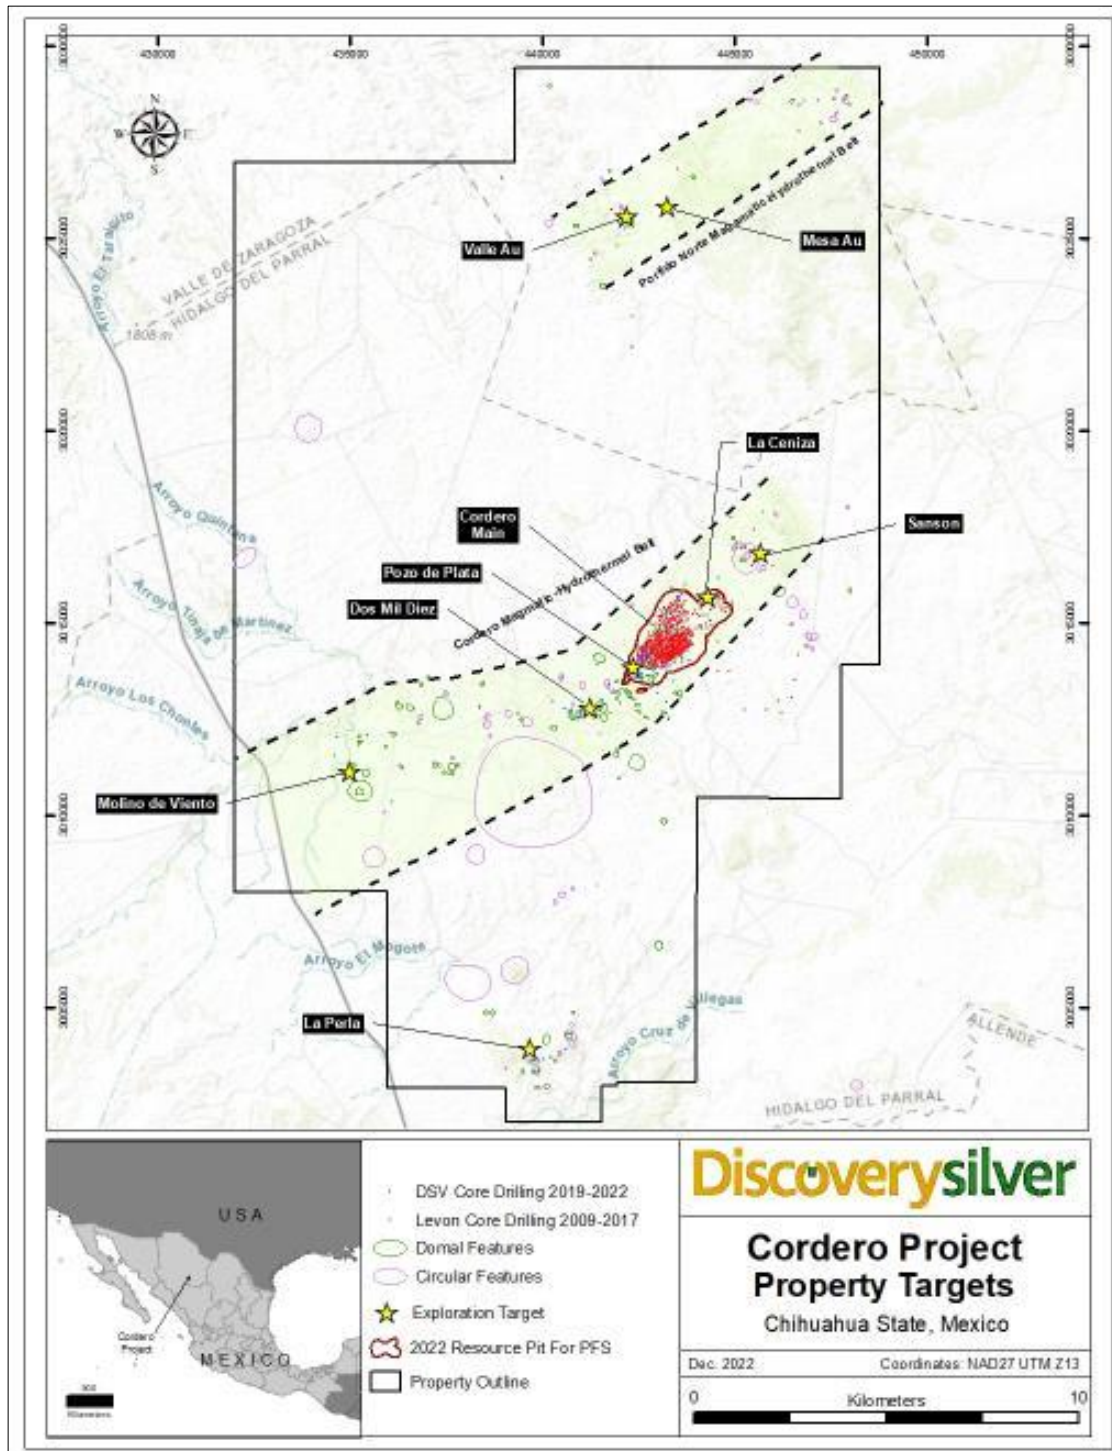 430000
435000
440000
445000
450000
N
W
E
S
Arroyo El Tararsito
VALLE DE ZARAGOZA
HIDALGO DEL PARRAL
1808 m
Valle Au
Mesa Au
Porfido Norte Magamatic Hydrothermal Belt
La Ceniza
Cordero
Main
Sanson
Pozo de Plata
Cordero Magmatic-Hydrothermal Belt
Dos Mil Diez
Arroyo Quintana
Arroyo Tinaja de Martinez
Arroyo Los Chontes
Molino de Viento
Arroyo El Mogote
La Perla
Arroyo Cruz de Villegas
ALLENDE
HIDALGO DEL PARRAL
USA
MEXICO
Cordero
Project
Kilometers
DSV Core Drilling 2019-2022
Levon Core Drilling 2009-2017
Domal Features
Circular Features
Exploration Target
2022 Resource Pit For PFS
Property Outline
Discoverysilver
Cordero Project
Property Targets
Chihuahua State, Mexico
Dec. 2022
Coordinates: NAD27 UTM Z13
0
Kilometers
10